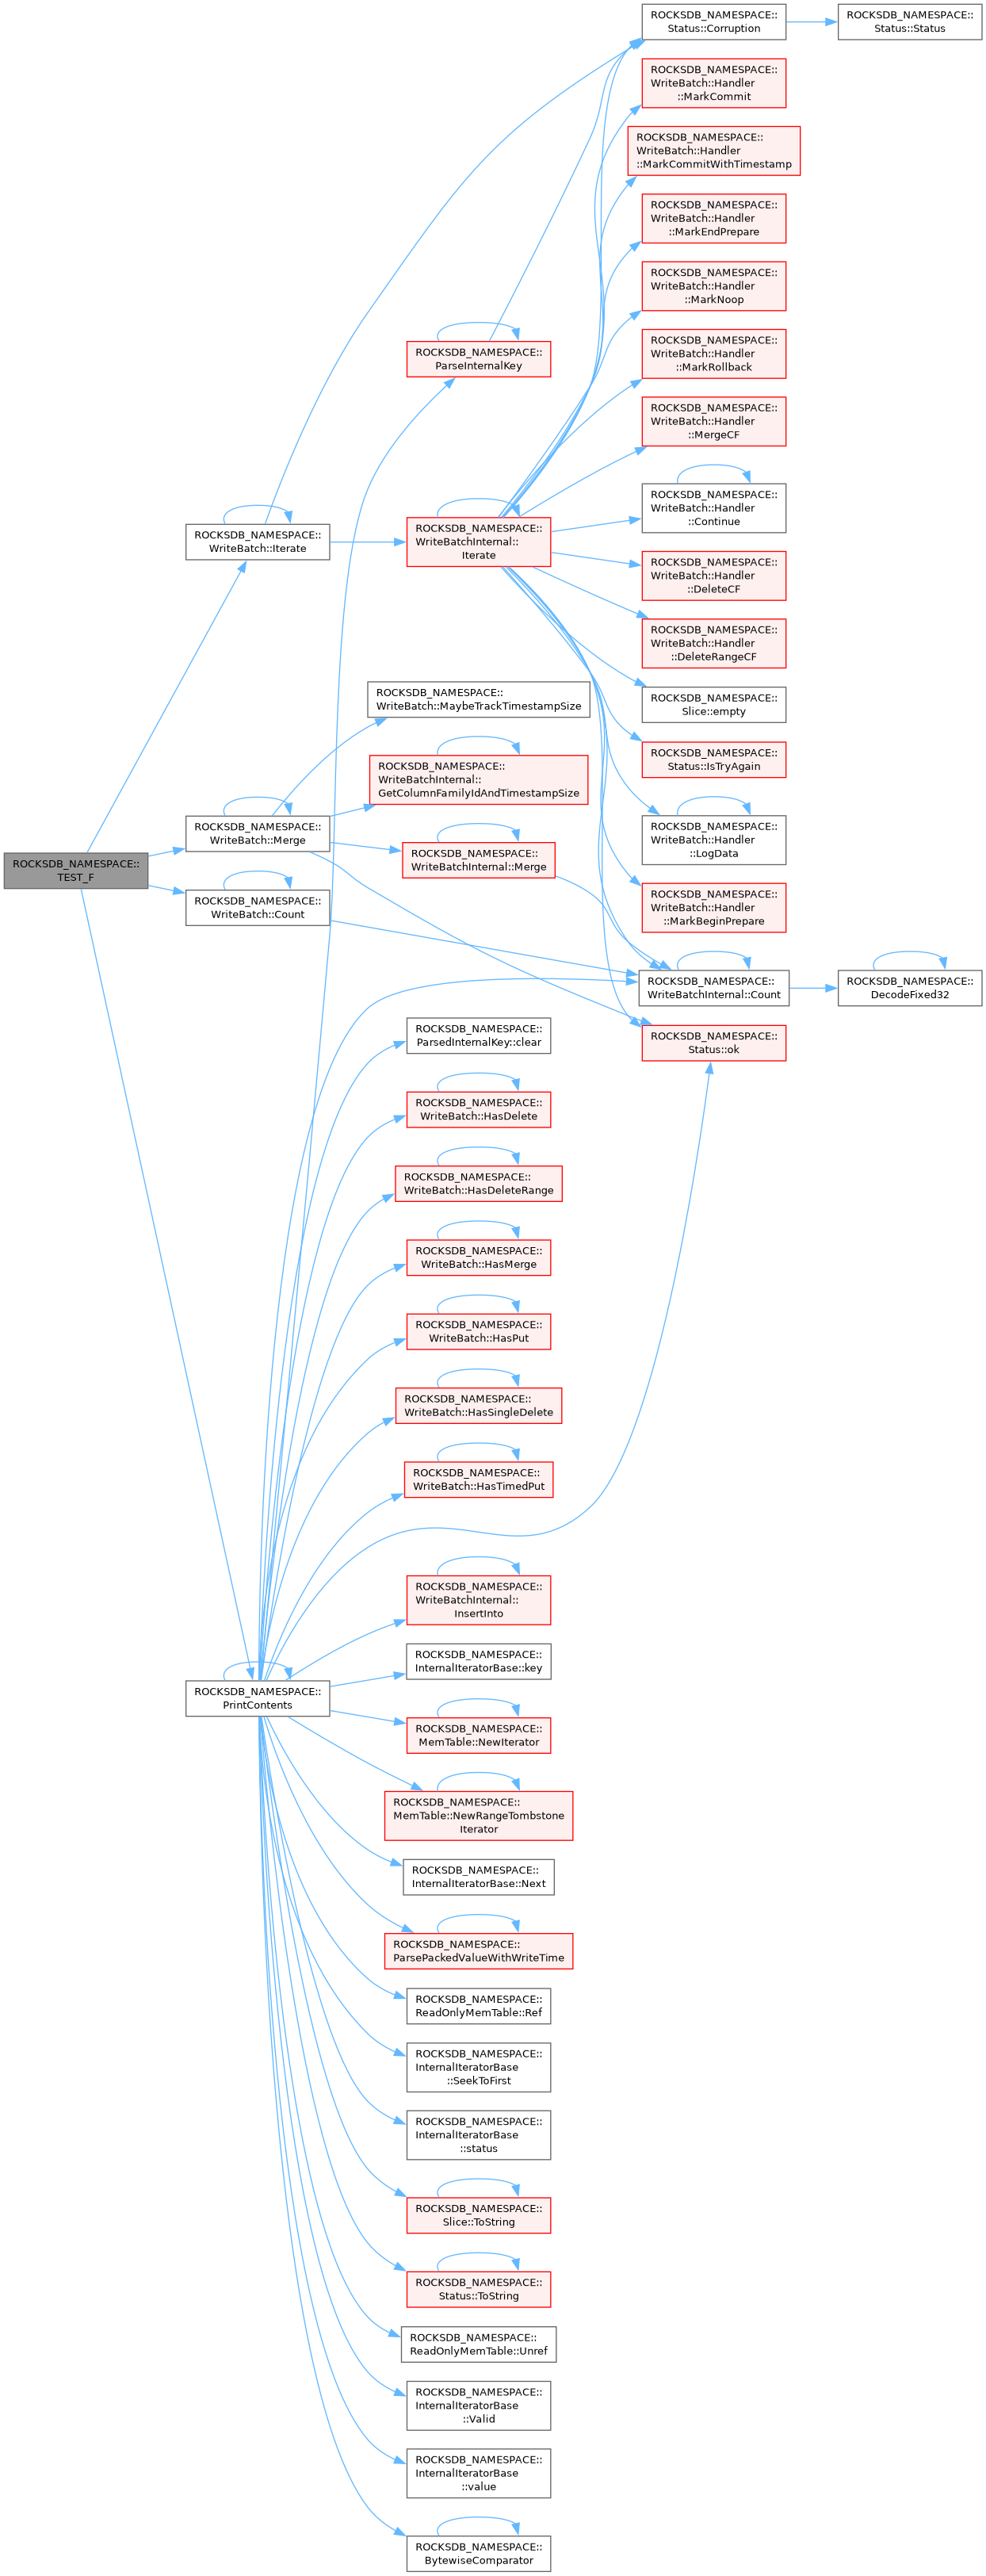 ROCKSDB_NAMESPACE::
TEST_F
ROCKSDB_NAMESPACE::
WriteBatch::Iterate
ROCKSDB_NAMESPACE::
WriteBatch::Merge
ROCKSDB_NAMESPACE::
WriteBatch::Count
ROCKSDB_NAMESPACE::
PrintContents
ROCKSDB_NAMESPACE::
ParseInternalKey
ROCKSDB_NAMESPACE::
WriteBatchInternal::
Iterate
ROCKSDB_NAMESPACE::
WriteBatch::MaybeTrackTimestampSize
ROCKSDB_NAMESPACE::
WriteBatchInternal::
GetColumnFamilyIdAndTimestampSize
ROCKSDB_NAMESPACE::
WriteBatchInternal::Merge
ROCKSDB_NAMESPACE::
ParsedInternalKey::clear
ROCKSDB_NAMESPACE::
WriteBatch::HasDelete
ROCKSDB_NAMESPACE::
WriteBatch::HasDeleteRange
ROCKSDB_NAMESPACE::
WriteBatch::HasMerge
ROCKSDB_NAMESPACE::
WriteBatch::HasPut
ROCKSDB_NAMESPACE::
WriteBatch::HasSingleDelete
ROCKSDB_NAMESPACE::
WriteBatch::HasTimedPut
ROCKSDB_NAMESPACE::
WriteBatchInternal::
InsertInto
ROCKSDB_NAMESPACE::
InternalIteratorBase::key
ROCKSDB_NAMESPACE::
MemTable::NewIterator
ROCKSDB_NAMESPACE::
MemTable::NewRangeTombstone
Iterator
ROCKSDB_NAMESPACE::
InternalIteratorBase::Next
ROCKSDB_NAMESPACE::
ParsePackedValueWithWriteTime
ROCKSDB_NAMESPACE::
ReadOnlyMemTable::Ref
ROCKSDB_NAMESPACE::
InternalIteratorBase
::SeekToFirst
ROCKSDB_NAMESPACE::
InternalIteratorBase
::status
ROCKSDB_NAMESPACE::
Slice::ToString
ROCKSDB_NAMESPACE::
Status::ToString
ROCKSDB_NAMESPACE::
ReadOnlyMemTable::Unref
ROCKSDB_NAMESPACE::
InternalIteratorBase
::Valid
ROCKSDB_NAMESPACE::
InternalIteratorBase
::value
ROCKSDB_NAMESPACE::
BytewiseComparator
ROCKSDB_NAMESPACE::
Status::Corruption
ROCKSDB_NAMESPACE::
WriteBatch::Handler
::MarkCommit
ROCKSDB_NAMESPACE::
WriteBatch::Handler
::MarkCommitWithTimestamp
ROCKSDB_NAMESPACE::
WriteBatch::Handler
::MarkEndPrepare
ROCKSDB_NAMESPACE::
WriteBatch::Handler
::MarkNoop
ROCKSDB_NAMESPACE::
WriteBatch::Handler
::MarkRollback
ROCKSDB_NAMESPACE::
WriteBatch::Handler
::MergeCF
ROCKSDB_NAMESPACE::
WriteBatch::Handler
::Continue
ROCKSDB_NAMESPACE::
WriteBatch::Handler
::DeleteCF
ROCKSDB_NAMESPACE::
WriteBatch::Handler
::DeleteRangeCF
ROCKSDB_NAMESPACE::
Slice::empty
ROCKSDB_NAMESPACE::
Status::IsTryAgain
ROCKSDB_NAMESPACE::
WriteBatch::Handler
::LogData
ROCKSDB_NAMESPACE::
WriteBatch::Handler
::MarkBeginPrepare
ROCKSDB_NAMESPACE::
WriteBatchInternal::Count
ROCKSDB_NAMESPACE::
Status::ok
ROCKSDB_NAMESPACE::
Status::Status
ROCKSDB_NAMESPACE::
DecodeFixed32